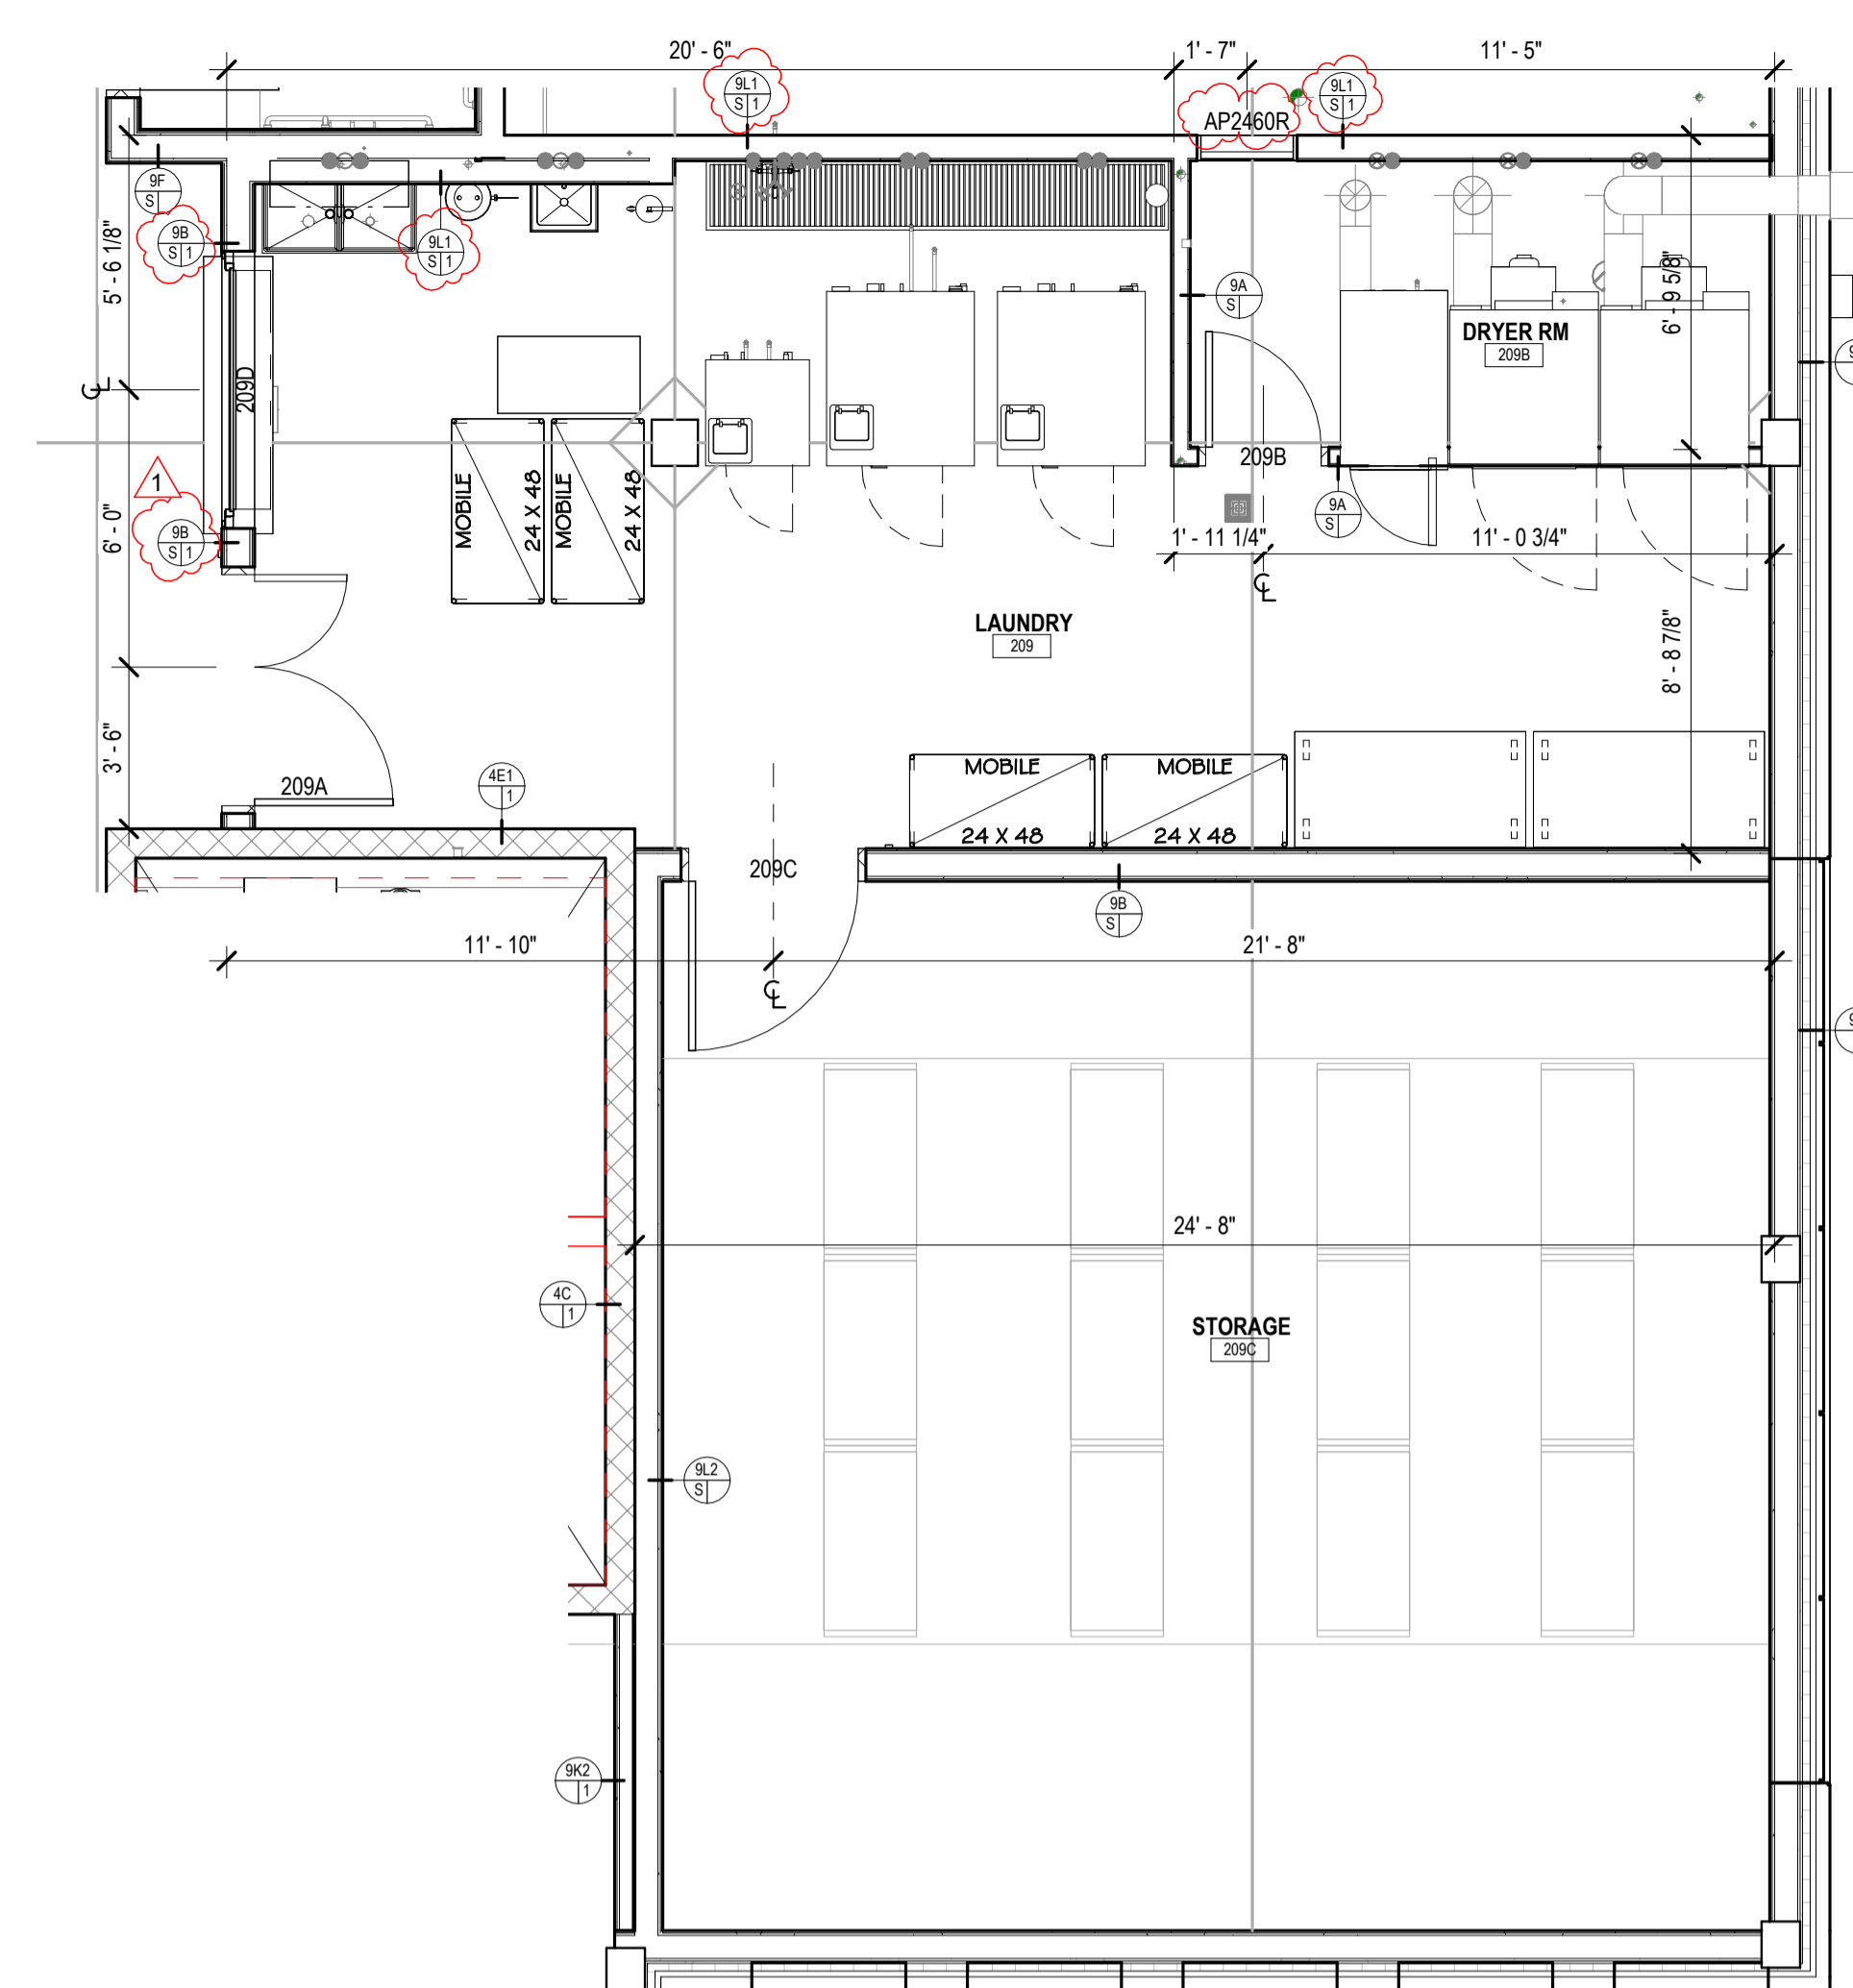 20' - 6"
1' - 7"
11' - 5"
9L1
S 1
9L1
S 1
AP2460R
9F
S
9B
S 1
9L1
S 1
5' - 6 1/8"
9A
S
6' - 9 5/8"
DRYER RM
209B
9
209D
℄
MOBILE
24 X 48
MOBILE
24 X 48
209B
1
9B
S 1
6' - 0"
9A
S
1' - 11 1/4"
11' - 0 3/4"
℄
LAUNDRY
209
8' - 8 7/8"
3' - 6"
209A
4E1
1
MOBILE
24 X 48
MOBILE
24 X 48
209C
9B
S
11' - 10"
21' - 8"
℄
9
24' - 8"
4C
1
STORAGE
209C
9L2
S
9K2
1